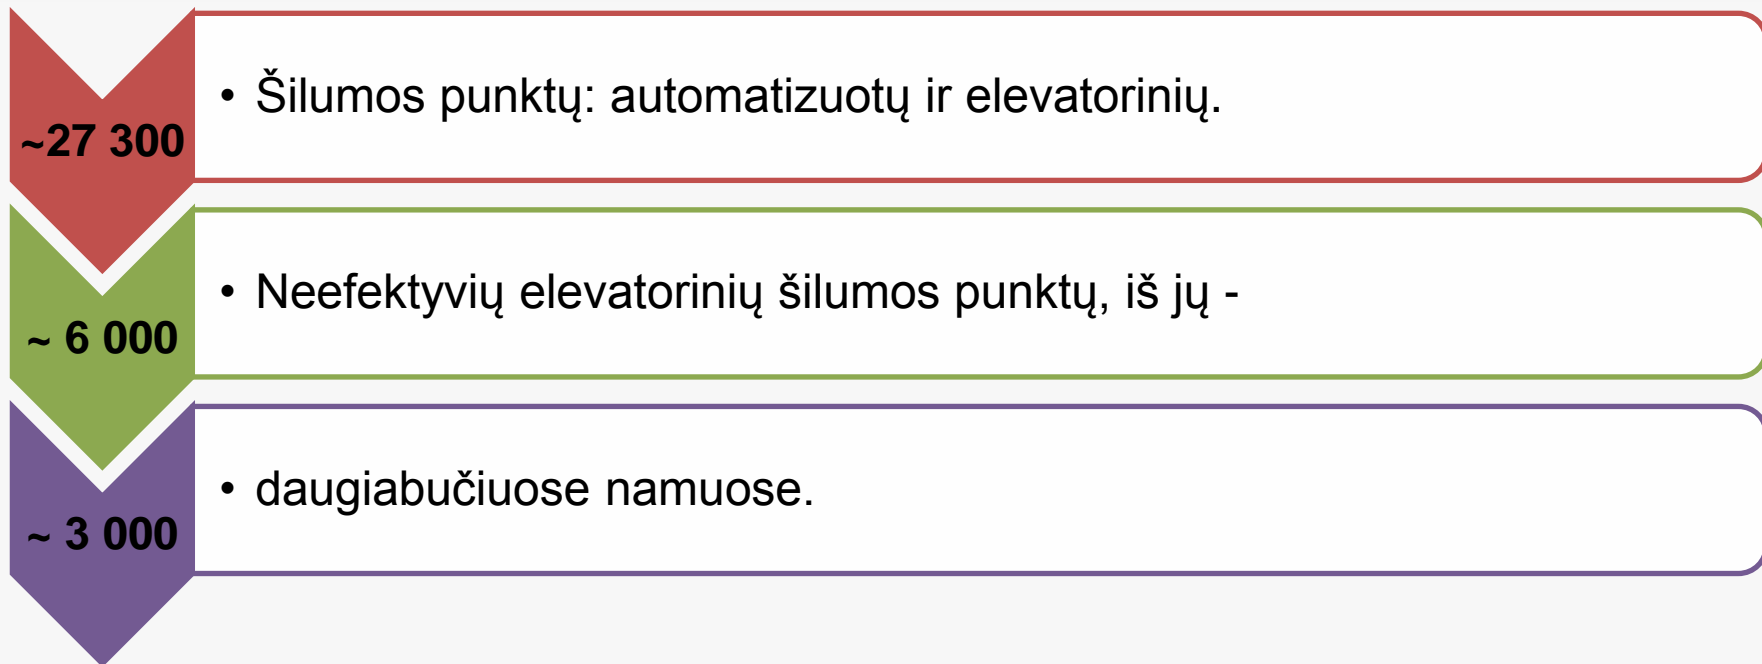 ~27 300
• Šilumos punktų: automatizuotų ir elevatorinių.
~ 6 000
• Neefektyvių elevatorinių šilumos punktų, iš jų -
~ 3 000
• daugiabučiuose namuose.